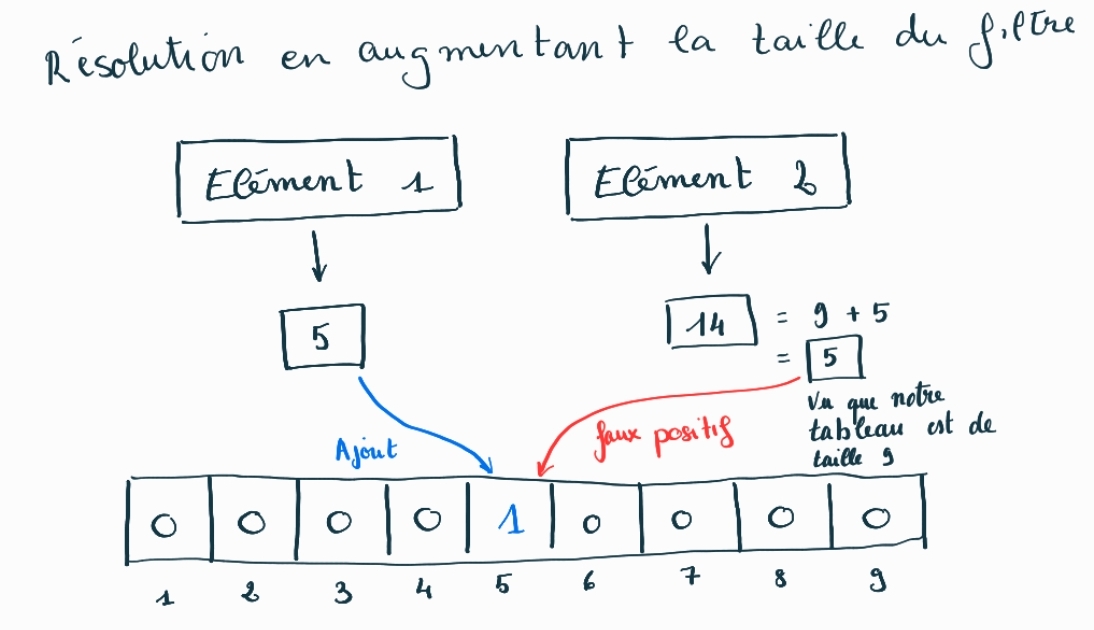 Résolution en augmentant la taille du filtre
Elément 1
Elément 2
5
14 = 9 + 5
= 5
Vu que notre
tableau est de
taille 9
Ajout
faux positif
0 0 0 0 1 0 0 0 0
1 2 3 4 5 6 7 8 9